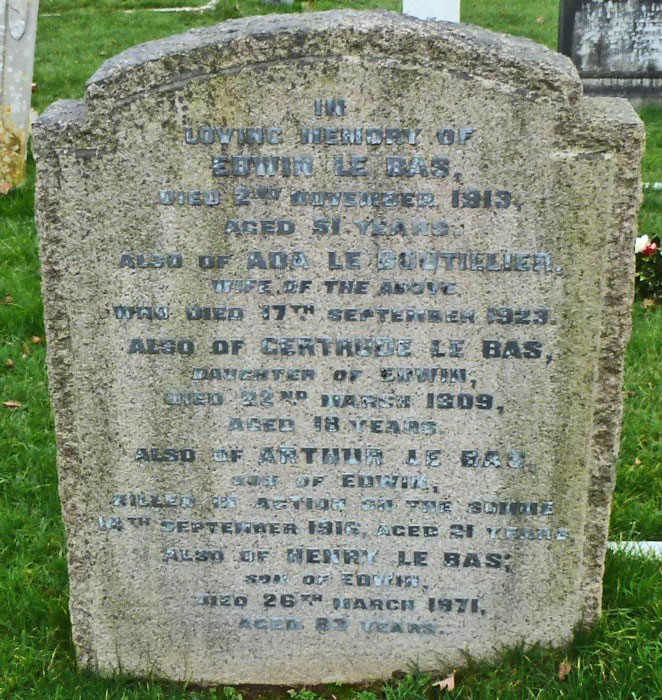 IN
LOVING MEMORY OF
EDWIN LE BAS,
DIED 2ND NOVEMBER 1913,
AGED 51 YEARS.
ALSO OF ADA LE BOUTILLIER,
WIFE OF THE ABOVE
WHO DIED 17TH SEPTEMBER 1923.
ALSO OF GERTRUDE LE BAS,
DAUGHTER OF EDWIN,
DIED 22ND MARCH 1909,
AGED 18 YEARS.
ALSO OF ARTHUR LE BAS,
SON OF EDWIN,
KILLED IN ACTION ON THE SOMME
14TH SEPTEMBER 1916, AGED 21 YEARS.
ALSO OF HENRY LE BAS,
SON OF EDWIN,
DIED 26TH MARCH 1971,
AGED 83 YEARS.